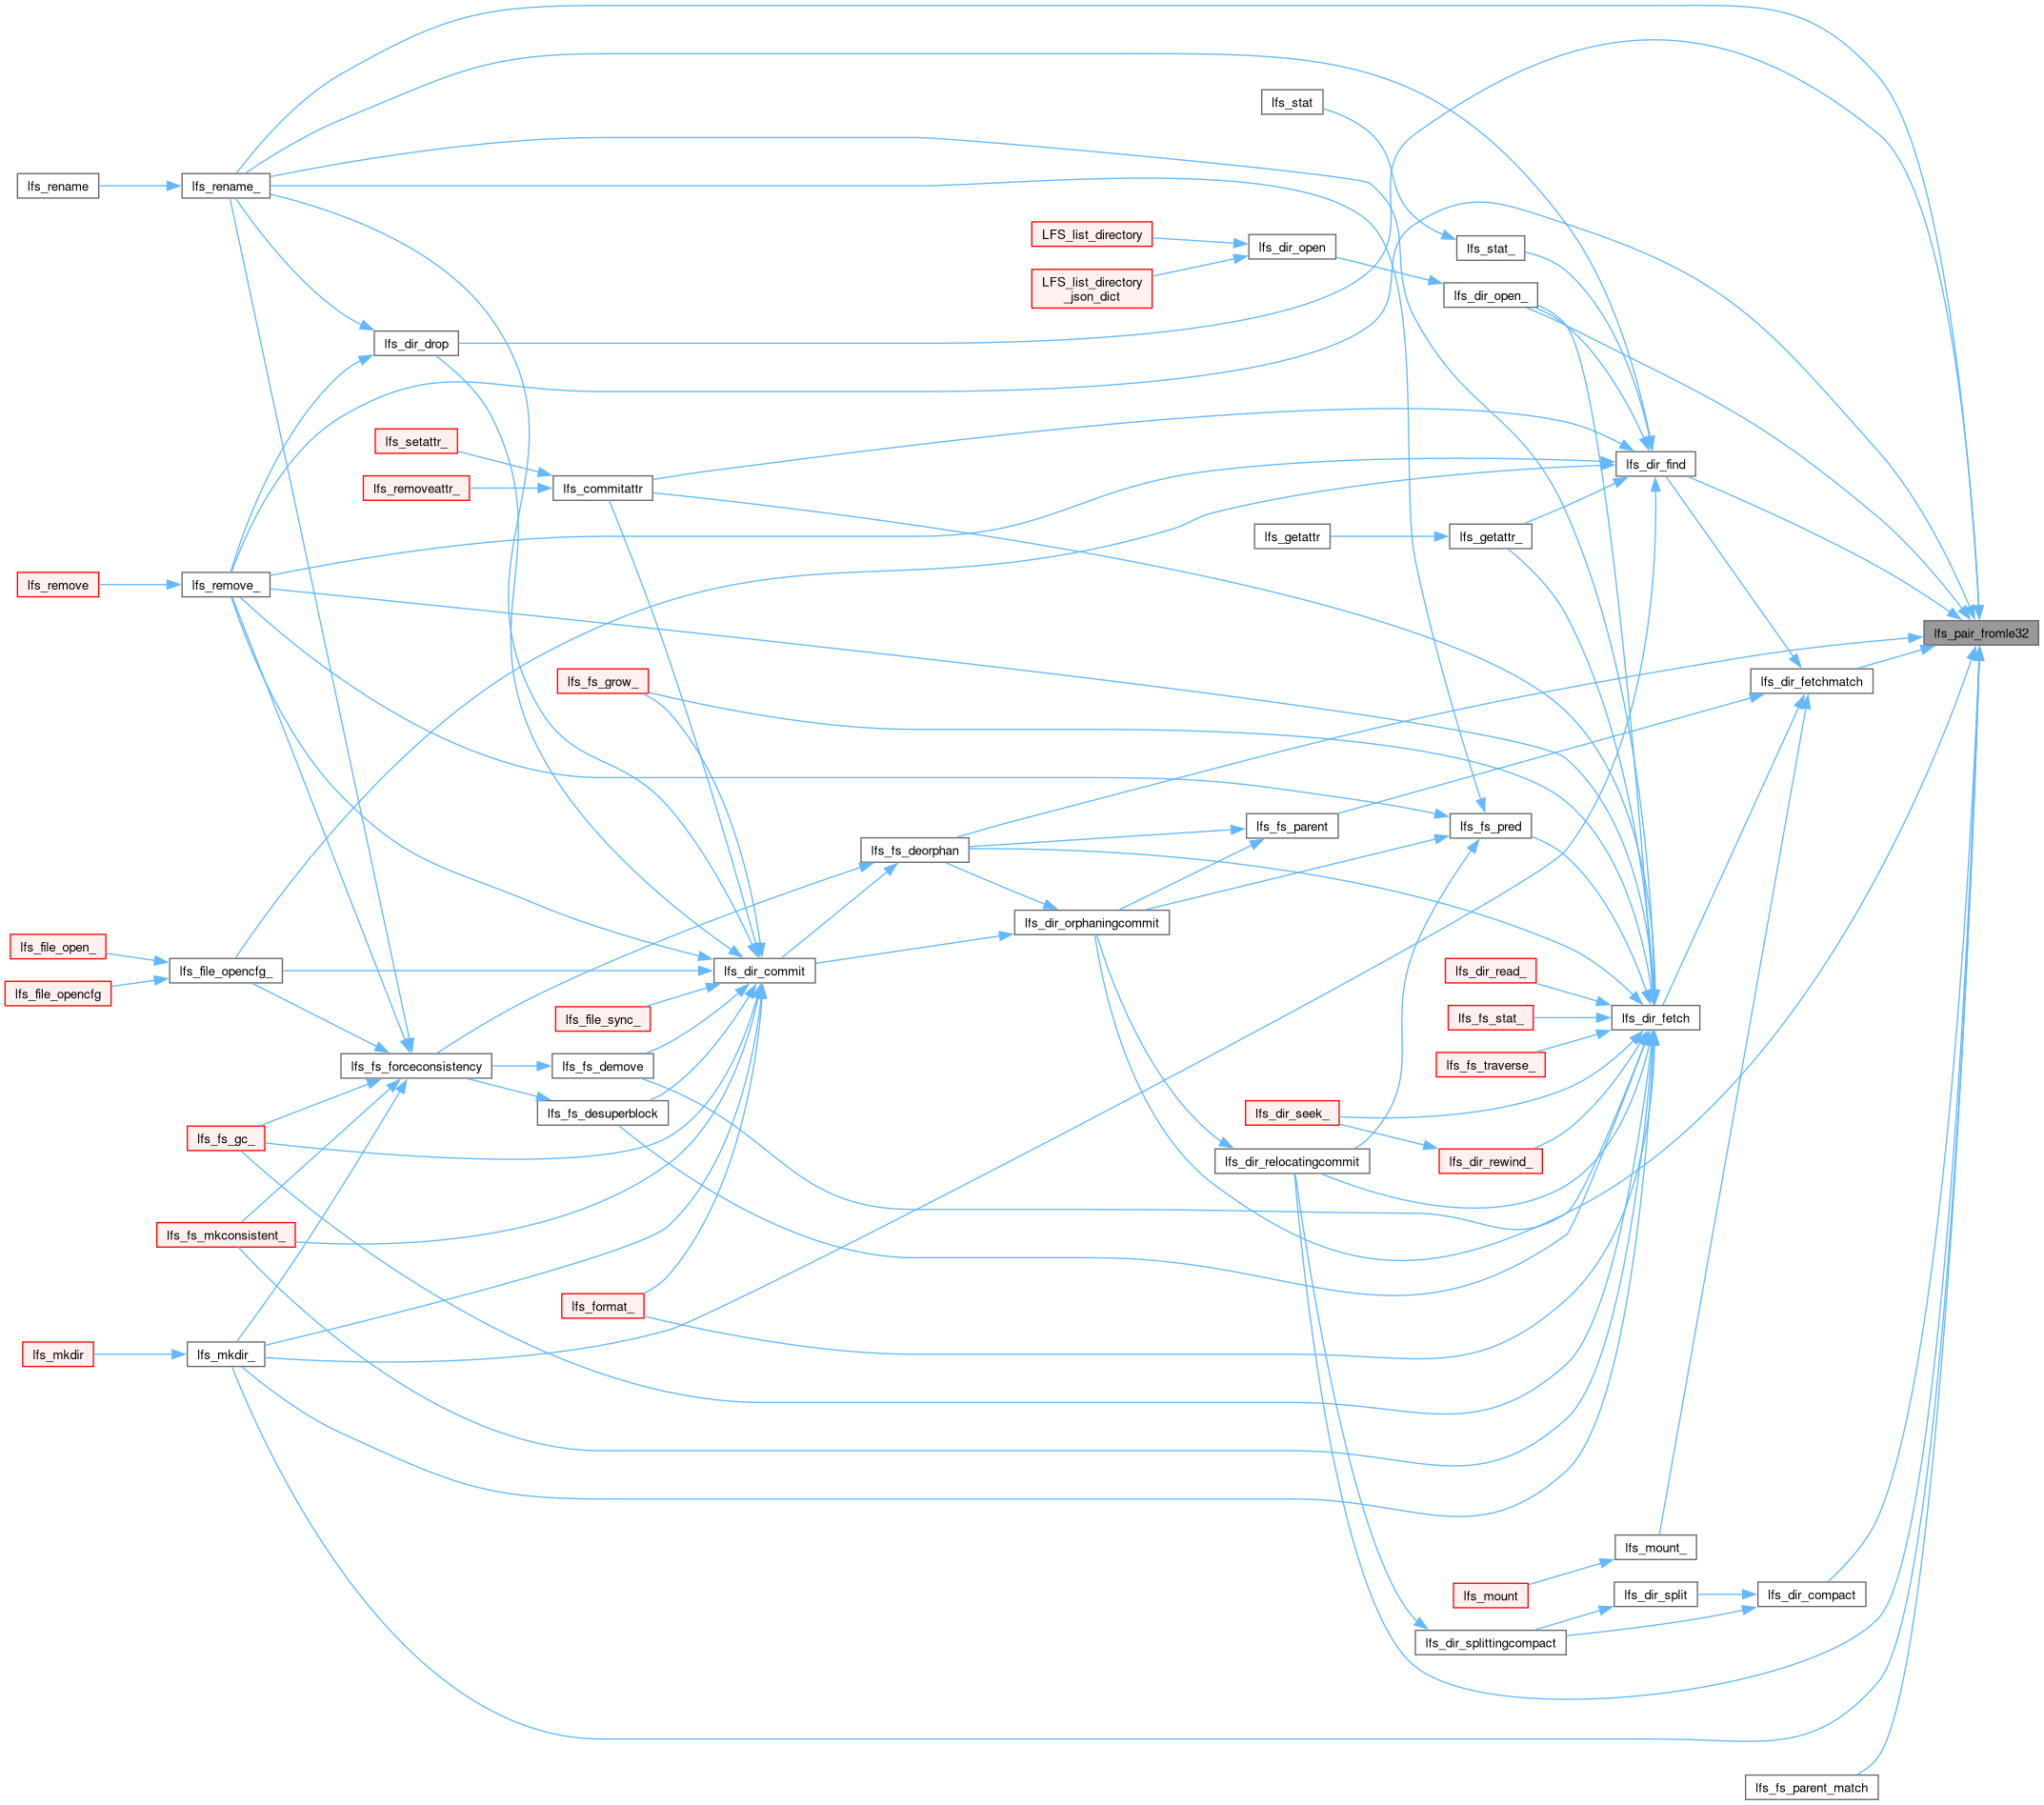 lfs_stat
lfs_rename
lfs_rename_
LFS_list_directory
lfs_dir_open
lfs_stat_
LFS_list_directory
_json_dict
lfs_dir_open_
lfs_dir_drop
lfs_setattr_
lfs_dir_find
lfs_removeattr_
lfs_commitattr
lfs_getattr
lfs_getattr_
lfs_remove
lfs_remove_
lfs_pair_fromle32
lfs_fs_grow_
lfs_dir_fetchmatch
lfs_fs_deorphan
lfs_fs_parent
lfs_fs_pred
lfs_dir_orphaningcommit
lfs_file_open_
lfs_file_opencfg_
lfs_dir_commit
lfs_dir_read_
lfs_file_opencfg
lfs_file_sync_
lfs_fs_stat_
lfs_dir_fetch
lfs_fs_forceconsistency
lfs_fs_demove
lfs_fs_traverse_
lfs_fs_desuperblock
lfs_dir_seek_
lfs_fs_gc_
lfs_dir_relocatingcommit
lfs_dir_rewind_
lfs_fs_mkconsistent_
lfs_format_
lfs_mkdir
lfs_mkdir_
lfs_mount_
lfs_mount
lfs_dir_split
lfs_dir_compact
lfs_dir_splittingcompact
lfs_fs_parent_match